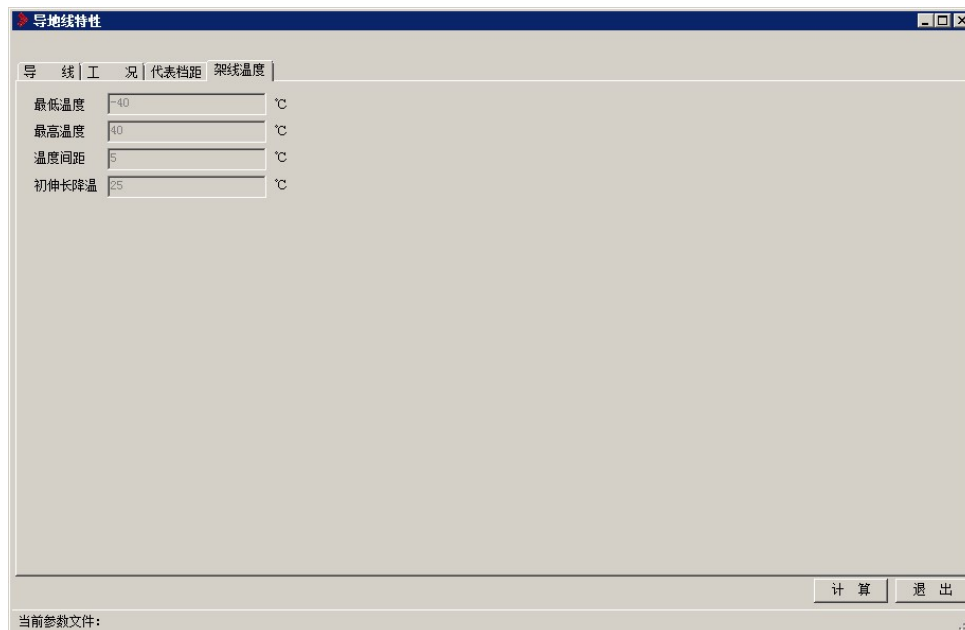 导地线特性
导 线 工 况 代表档距 架线温度
最低温度 -40 ℃
最高温度 40 ℃
温度间距 5 ℃
初伸长降温 25 ℃
计 算 退 出
当前参数文件: